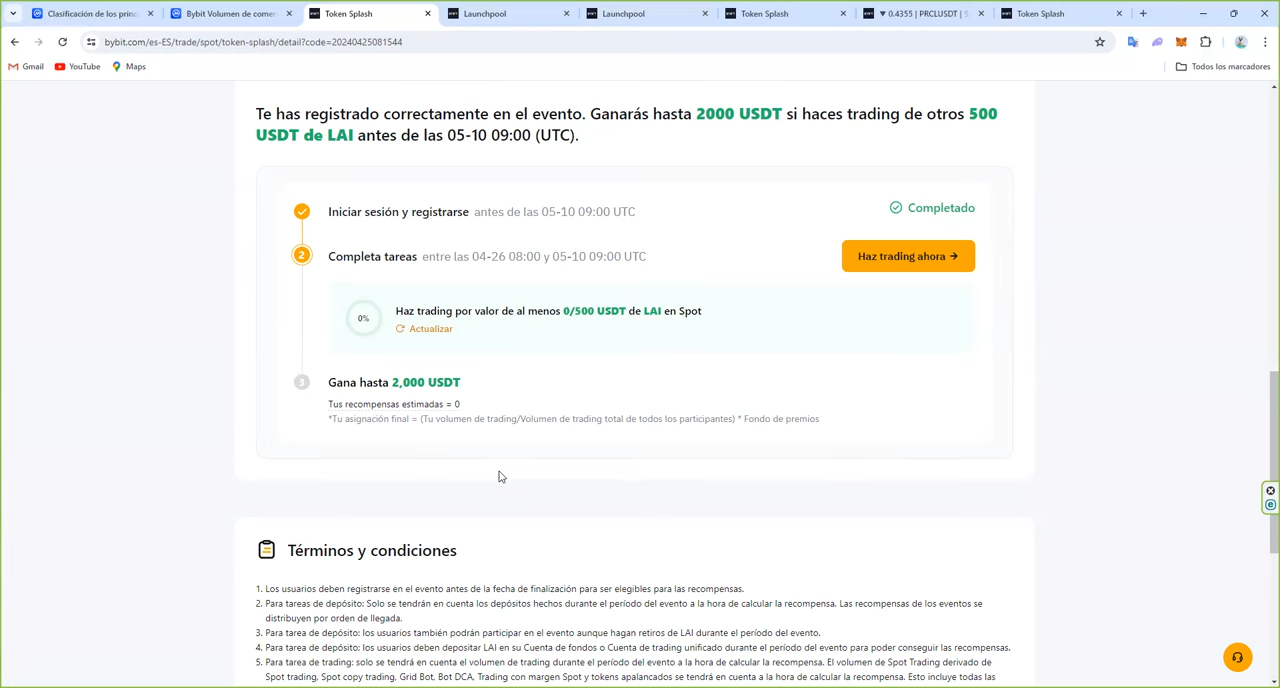 Clasificación de los princ
Bybit Volumen de comer
Token Splash
Launchpool
Launchpool
Token Splash
▼ 0.4355 | PRCLUSDT | S
Token Splash
bybit.com/es-ES/trade/spot/token-splash/detail?code=20240425081544
Gmail
YouTube
Maps
Todos los marcadores
Te has registrado correctamente en el evento. Ganarás hasta 2000 USDT si haces trading de otros 500
USDT de LAI antes de las 05-10 09:00 (UTC).
Iniciar sesión y registrarse antes de las 05-10 09:00 UTC
Completado
2
Completa tareas entre las 04-26 08:00 y 05-10 09:00 UTC
Haz trading ahora →
0%
Haz trading por valor de al menos 0/500 USDT de LAI en Spot
Actualizar
3
Gana hasta 2,000 USDT
Tus recompensas estimadas = 0
*Tu asignación final = (Tu volumen de trading/Volumen de trading total de todos los participantes) * Fondo de premios
Términos y condiciones
1. Los usuarios deben registrarse en el evento antes de la fecha de finalización para ser elegibles para las recompensas.
2. Para tareas de depósito: Solo se tendrán en cuenta los depósitos hechos durante el período del evento a la hora de calcular la recompensa. Las recompensas de los eventos se
distribuyen por orden de llegada.
3. Para tarea de depósito: los usuarios también podrán participar en el evento aunque hagan retiros de LAI durante el período del evento.
4. Para tarea de depósito: los usuarios deben depositar LAI en su Cuenta de fondos o Cuenta de trading unificado durante el período del evento para poder conseguir las recompensas.
5. Para tarea de trading: solo se tendrá en cuenta el volumen de trading durante el período del evento a la hora de calcular la recompensa. El volumen de Spot Trading derivado de
Spot trading, Spot copy trading, Grid Bot, Bot DCA, Trading con margen Spot y tokens apalancados se tendrá en cuenta a la hora de calcular la recompensa. Esto incluye todas las